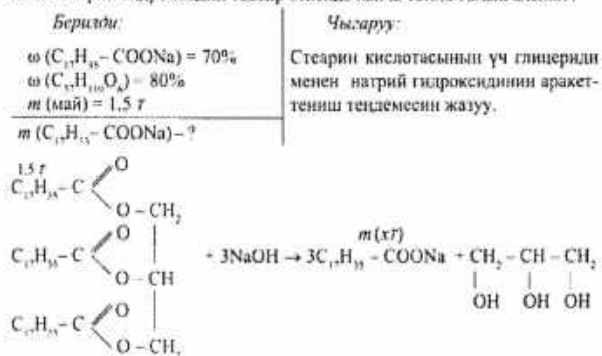 Берилди:
Чыгаруу:
ω (C₁₇H₃₅ – COONa) = 70%
ω (C₅₇H₁₁₀O₆) – 80%
m (май) = 1,5 т
m (C₁₇H₃₅ – COONa) – ?
Стеарин кислотасынын үч глицериди
менен натрий гидроксидинин аракет-
тениш теңдемесин жазуу.
1,5 т
C₁₇H₃₅ – C
O
O – CH₂
C₁₇H₃₅ – C
O
O – CH
C₁₇H₃₅ – C
O
O – CH₂
m (xт)
+ 3NaOH → 3C₁₇H₃₅ – COONa + CH₂ – CH – CH₂
OH OH OH